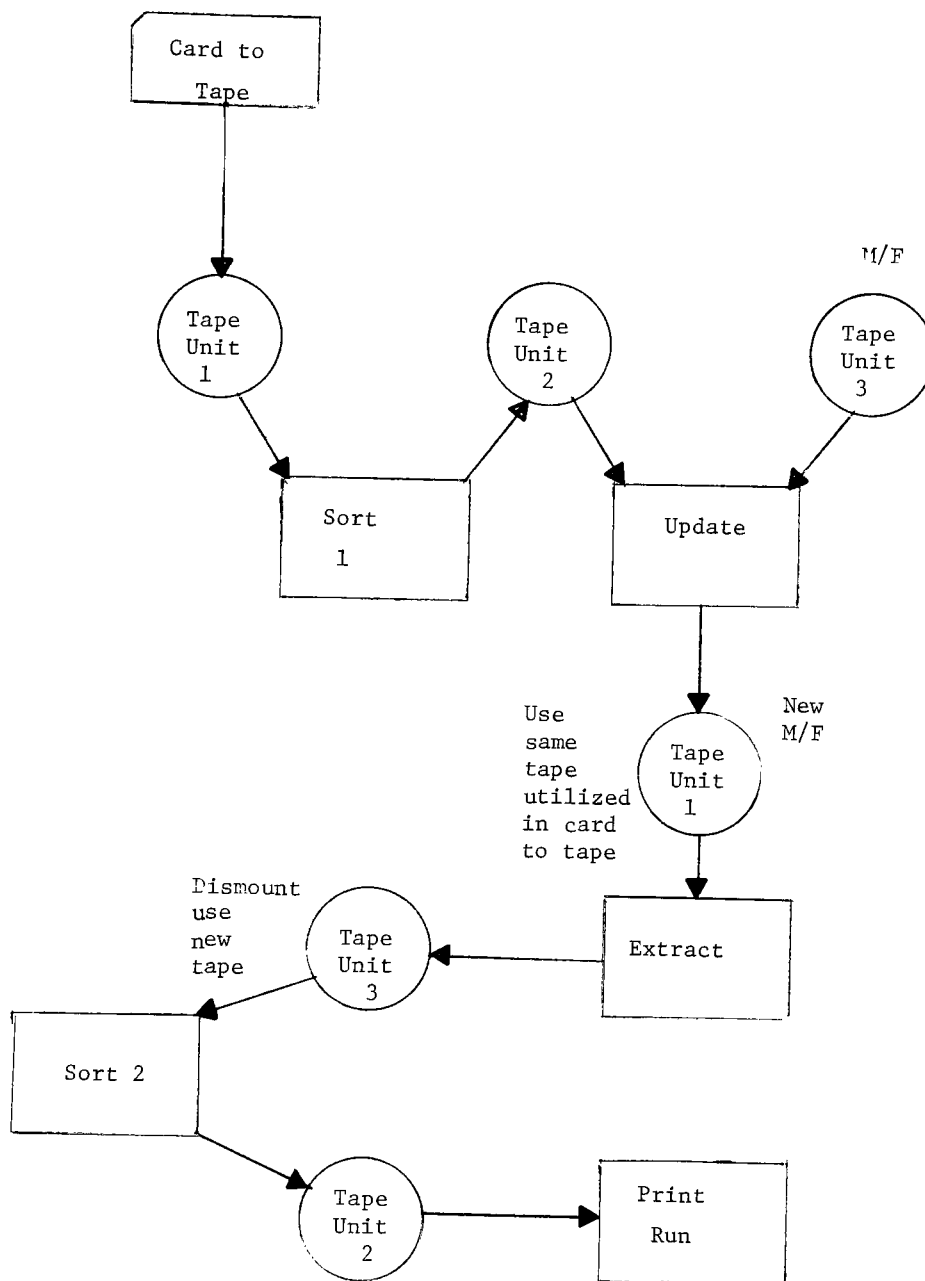 Card to
Tape
M/F
Tape
Unit
1
Tape
Unit
2
Tape
Unit
3
Sort
1
Update
Use
same
tape
utilized
in card
to tape
New
M/F
Tape
Unit
1
Dismount
use
new
tape
Tape
Unit
3
Extract
Sort 2
Tape
Unit
2
Print
Run